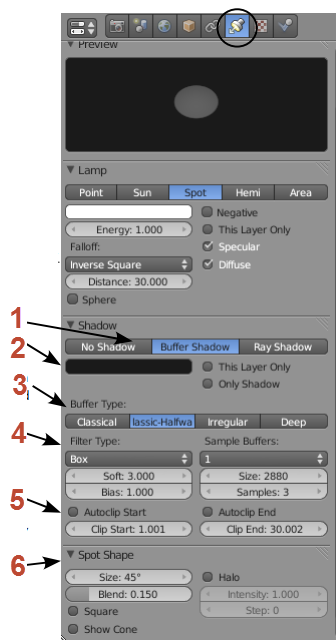 Preview
Lamp
Point Sun Spot Hemi Area
Negative
Energy: 1.000 This Layer Only
Falloff: Specular
Inverse Square Diffuse
Distance: 30.000
Sphere
1 Shadow
No Shadow Buffer Shadow Ray Shadow
2 This Layer Only
Only Shadow
3 Buffer Type:
Classical lassic-Halfwa Irregular Deep
4 Filter Type: Sample Buffers:
Box 1
Soft: 3.000 Size: 2880
Bias: 1.000 Samples: 3
5 Autoclip Start Autoclip End
Clip Start: 1.001 Clip End: 30.002
6 Spot Shape
Size: 45° Halo
Blend: 0.150 Intensity: 1.000
Square Step: 0
Show Cone